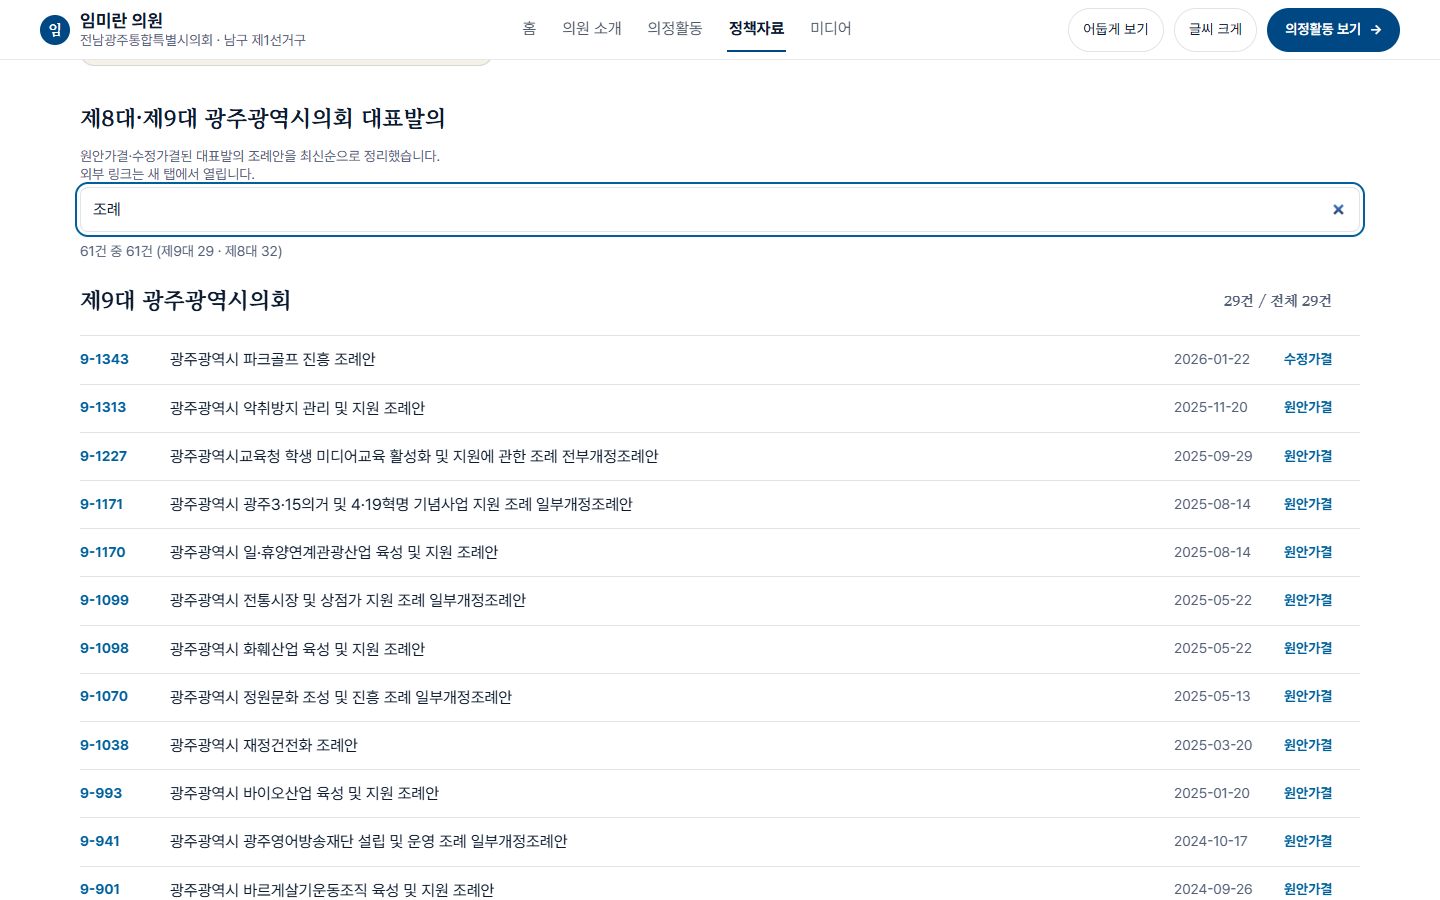 임
임미란 의원
전남광주통합특별시의회 · 남구 제1선거구
홈
의원 소개
의정활동
정책자료
미디어
어둡게 보기
글씨 크게
의정활동 보기 →
제8대·제9대 광주광역시의회 대표발의
원안가결·수정가결된 대표발의 조례안을 최신순으로 정리했습니다.
외부 링크는 새 탭에서 열립니다.
조례
61건 중 61건 (제9대 29 · 제8대 32)
제9대 광주광역시의회
29건 / 전체 29건
9-1343 광주광역시 파크골프 진흥 조례안 2026-01-22 수정가결
9-1313 광주광역시 악취방지 관리 및 지원 조례안 2025-11-20 원안가결
9-1227 광주광역시교육청 학생 미디어교육 활성화 및 지원에 관한 조례 전부개정조례안 2025-09-29 원안가결
9-1171 광주광역시 광주3·15의거 및 4·19혁명 기념사업 지원 조례 일부개정조례안 2025-08-14 원안가결
9-1170 광주광역시 일·휴양연계관광산업 육성 및 지원 조례안 2025-08-14 원안가결
9-1099 광주광역시 전통시장 및 상점가 지원 조례 일부개정조례안 2025-05-22 원안가결
9-1098 광주광역시 화훼산업 육성 및 지원 조례안 2025-05-22 원안가결
9-1070 광주광역시 정원문화 조성 및 진흥 조례 일부개정조례안 2025-05-13 원안가결
9-1038 광주광역시 재정건전화 조례안 2025-03-20 원안가결
9-993 광주광역시 바이오산업 육성 및 지원 조례안 2025-01-20 원안가결
9-941 광주광역시 광주영어방송재단 설립 및 운영 조례 일부개정조례안 2024-10-17 원안가결
9-901 광주광역시 바르게살기운동조직 육성 및 지원 조례안 2024-09-26 원안가결